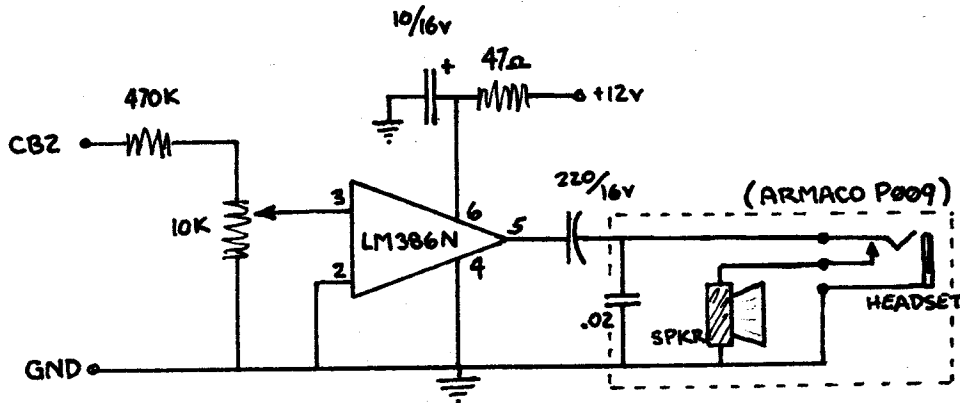 10/16v
+
47Ω
470K
+12v
CB2
220/16v
(ARMACO PØØ9)
3
6
5
10K
LM386N
2
4
.02
SPKR
HEADSET
GND